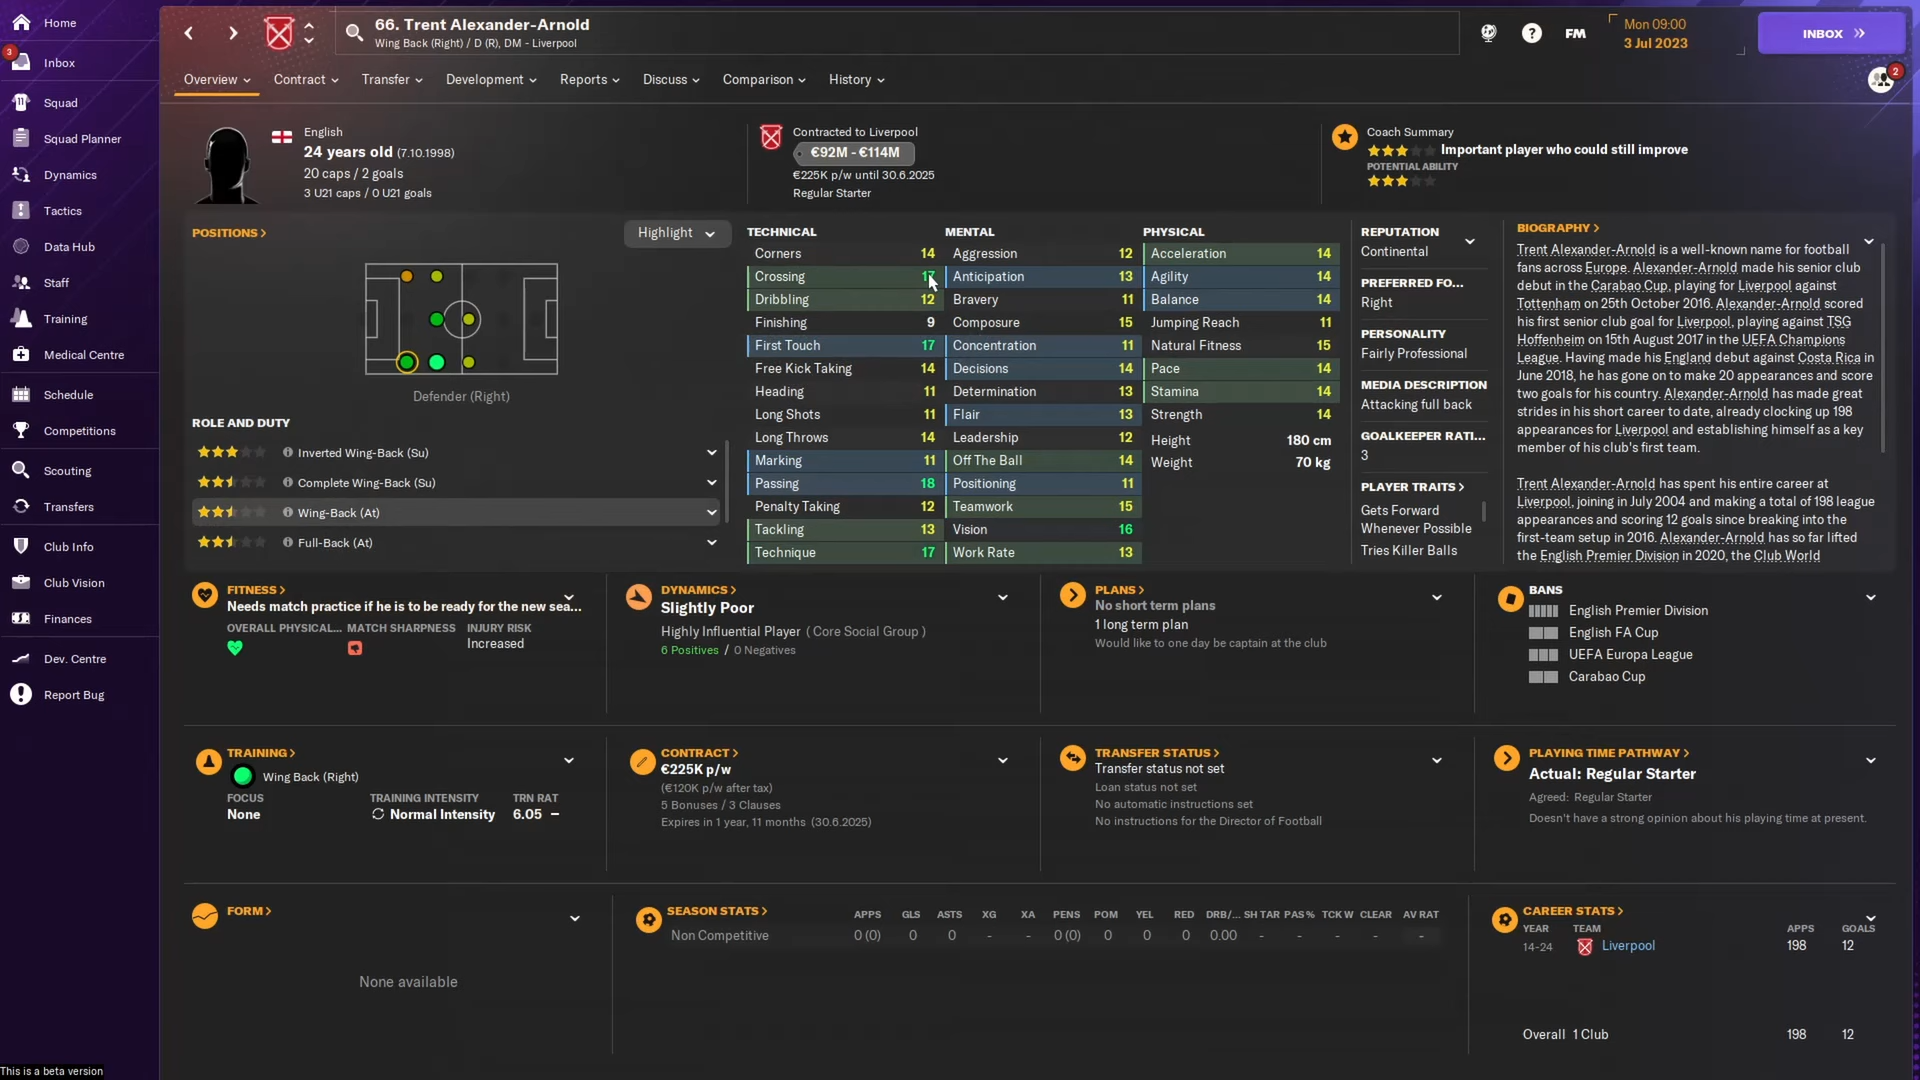 Home
3
Inbox
Squad
Squad Planner
Dynamics
Tactics
Data Hub
Staff
Training
Medical Centre
Schedule
Competitions
Scouting
Transfers
Club Info
Club Vision
Finances
Dev. Centre
Report Bug
This is a beta version
66. Trent Alexander-Arnold
Wing Back (Right) / D (R), DM - Liverpool
FM
Mon 09:00
3 Jul 2023
INBOX
2
Overview
Contract
Transfer
Development
Reports
Discuss
Comparison
History
English
24 years old (7.10.1998)
20 caps / 2 goals
3 U21 caps / 0 U21 goals
Contracted to Liverpool
€92M - €114M
€225K p/w until 30.6.2025
Regular Starter
Coach Summary
Important player who could still improve
POTENTIAL ABILITY
POSITIONS >
Highlight
Defender (Right)
ROLE AND DUTY
Inverted Wing-Back (Su)
Complete Wing-Back (Su)
Wing-Back (At)
Full-Back (At)
TECHNICAL
Corners 14
Crossing
Dribbling 12
Finishing 9
First Touch 17
Free Kick Taking 14
Heading 11
Long Shots 11
Long Throws 14
Marking 11
Passing 18
Penalty Taking 12
Tackling 13
Technique 17
MENTAL
Aggression 12
Anticipation 13
Bravery 11
Composure 15
Concentration 11
Decisions 14
Determination 13
Flair 13
Leadership 12
Off The Ball 14
Positioning 11
Teamwork 15
Vision 16
Work Rate 13
PHYSICAL
Acceleration 14
Agility 14
Balance 14
Jumping Reach 11
Natural Fitness 15
Pace 14
Stamina 14
Strength 14
Height 180 cm
Weight 70 kg
REPUTATION
Continental
PREFERRED FO...
Right
PERSONALITY
Fairly Professional
MEDIA DESCRIPTION
Attacking full back
GOALKEEPER RATI...
3
PLAYER TRAITS >
Gets Forward
Whenever Possible
Tries Killer Balls
BIOGRAPHY >
Trent Alexander-Arnold is a well-known name for football
fans across Europe. Alexander-Arnold made his senior club
debut in the Carabao Cup, playing for Liverpool against
Tottenham on 25th October 2016. Alexander-Arnold scored
his first senior club goal for Liverpool, playing against TSG
Hoffenheim on 15th August 2017 in the UEFA Champions
League. Having made his England debut against Costa Rica in
June 2018, he has gone on to make 20 appearances and score
two goals for his country. Alexander-Arnold has made great
strides in his short career to date, already clocking up 198
appearances for Liverpool and establishing himself as a key
member of his club's first team.
Trent Alexander-Arnold has spent his entire career at
Liverpool, joining in July 2004 and making a total of 198 league
appearances and scoring 12 goals since breaking into the
first-team setup in 2016. Alexander-Arnold has so far lifted
the English Premier Division in 2020, the Club World
FITNESS >
Needs match practice if he is to be ready for the new sea...
OVERALL PHYSICAL... MATCH SHARPNESS INJURY RISK
Increased
DYNAMICS >
Slightly Poor
Highly Influential Player ( Core Social Group )
6 Positives / 0 Negatives
PLANS >
No short term plans
1 long term plan
Would like to one day be captain at the club
BANS
English Premier Division
English FA Cup
UEFA Europa League
Carabao Cup
TRAINING >
Wing Back (Right)
FOCUS TRAINING INTENSITY TRN RAT
None Normal Intensity 6.05 –
CONTRACT >
€225K p/w
(€120K p/w after tax)
5 Bonuses / 3 Clauses
Expires in 1 year, 11 months (30.6.2025)
TRANSFER STATUS >
Transfer status not set
Loan status not set
No automatic instructions set
No instructions for the Director of Football
PLAYING TIME PATHWAY >
Actual: Regular Starter
Agreed: Regular Starter
Doesn't have a strong opinion about his playing time at present.
FORM >
None available
SEASON STATS > APPS GLS ASTS XG XA PENS POM YEL RED DRB/... SH TAR PAS % TCK W CLEAR AV RAT
Non Competitive 0 (0) 0 0 - - 0 (0) 0 0 0 0.00 - - - - -
CAREER STATS >
YEAR TEAM APPS GOALS
14-24 Liverpool 198 12
Overall 1 Club 198 12